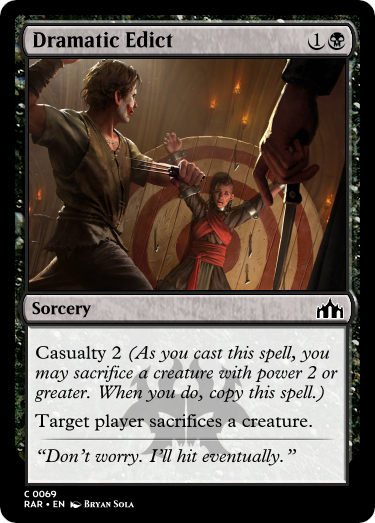 Dramatic Edict 1
Sorcery
Casualty 2 (As you cast this spell, you
may sacrifice a creature with power 2 or
greater. When you do, copy this spell.)
Target player sacrifices a creature.
“Don’t worry. I’ll hit eventually.”
C 0069
RAR • EN Bryan Sola